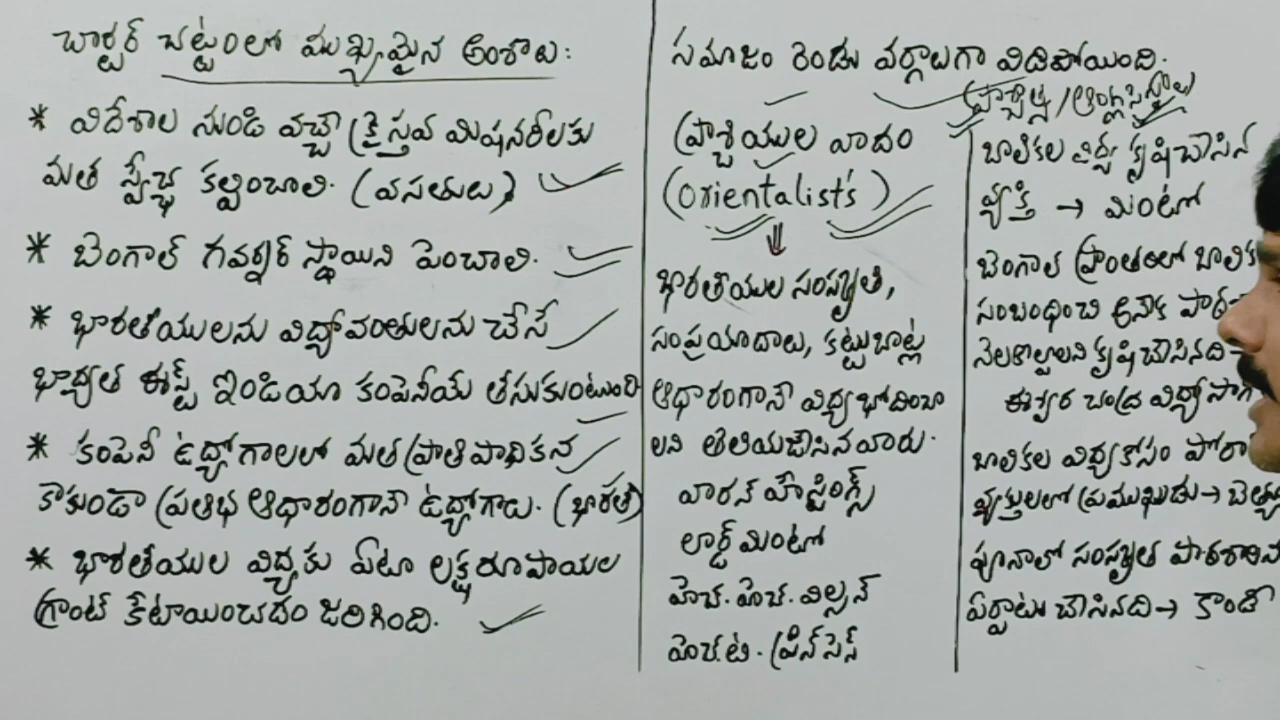 చార్టర్ చట్టంలో ముఖ్యమైన అంశాలు:
* విదేశాల నుండి వచ్చే క్రైస్తవ మిషనరీలకు
మత స్వేచ్ఛ కల్పించాలి. (వసతులు)
* బెంగాల్ గవర్నర్ స్థాయిని పెంచాలి.
* భారతీయులను విద్యావంతులను చేసే
బాధ్యత ఈస్ట్ ఇండియా కంపెనీయే తీసుకుంటుంది
* కంపెనీ ఉద్యోగాలలో మత ప్రాతిపాదికన
కాకుండా ప్రతిభ ఆధారంగానే ఉద్యోగాలు. (భారతీ)
* భారతీయుల విద్యకు ఏటా లక్ష రూపాయల
గ్రాంట్ కేటాయించడం జరిగింది.
సమాజం రెండు వర్గాలుగా విడిపోయింది.
ప్రాశ్చియుల వాదం
(Orientalist's)
భారతీయుల సంస్కృతి,
సంప్రదాయాలు, కట్టుబాట్ల
ఆధారంగానే విద్య బోధించా
లని తెలియజేసినవారు.
వారన్ హేస్టింగ్స్
లార్డ్ మింటో
హెచ్. హెచ్. విల్సన్
హెచ్.టి. ప్రిన్సెప్
బాలికల విద్య కృషిచేసిన
వ్యక్తి → మింటో
బెంగాల్ ప్రాంతంలో బాలిక
సంబంధించి అనేక పాఠ
నెలకొల్పాలని కృషిచేసినది →
ఈశ్వర చంద్ర విద్యాసాగ
బాలికల విద్య కోసం పోరా
వ్యక్తులలో ప్రముఖుడు →
పూనాలో సంస్కృత పాఠశాల
ఏర్పాటు చేసినది →